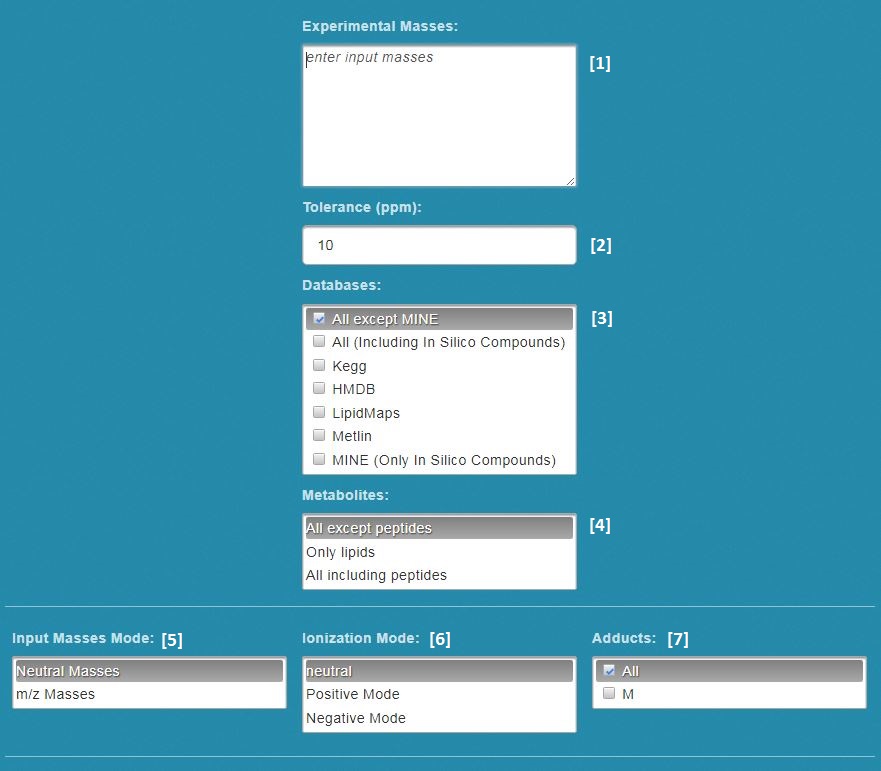 Experimental Masses:
enter input masses [1]
Tolerance (ppm):
10 [2]
Databases:
All except MINE [3]
All (Including In Silico Compounds)
Kegg
HMDB
LipidMaps
Metlin
MINE (Only In Silico Compounds)
Metabolites:
All except peptides [4]
Only lipids
All including peptides
Input Masses Mode: [5] Ionization Mode: [6] Adducts: [7]
Neutral Masses neutral All
m/z Masses Positive Mode M
Negative Mode